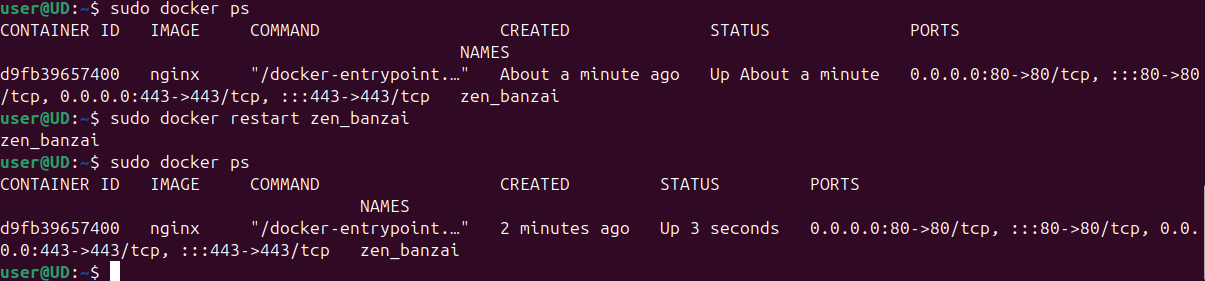 user@UD:~$ sudo docker ps
CONTAINER ID   IMAGE     COMMAND                  CREATED              STATUS              PORTS
                                              NAMES
d9fb39657400   nginx     "/docker-entrypoint.…"   About a minute ago   Up About a minute   0.0.0.0:80->80/tcp, :::80->80
/tcp, 0.0.0.0:443->443/tcp, :::443->443/tcp   zen_banzai
user@UD:~$ sudo docker restart zen_banzai
zen_banzai
user@UD:~$ sudo docker ps
CONTAINER ID   IMAGE     COMMAND                  CREATED         STATUS         PORTS
                                    NAMES
d9fb39657400   nginx     "/docker-entrypoint.…"   2 minutes ago   Up 3 seconds   0.0.0.0:80->80/tcp, :::80->80/tcp, 0.0.
0.0:443->443/tcp, :::443->443/tcp   zen_banzai
user@UD:~$